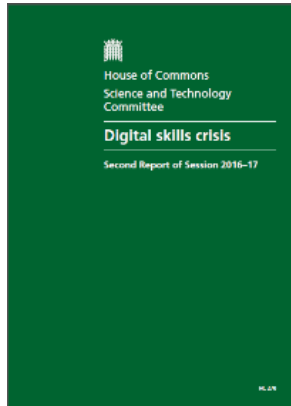 House of Commons
Science and Technology
Committee
Digital skills crisis
Second Report of Session 2016–17